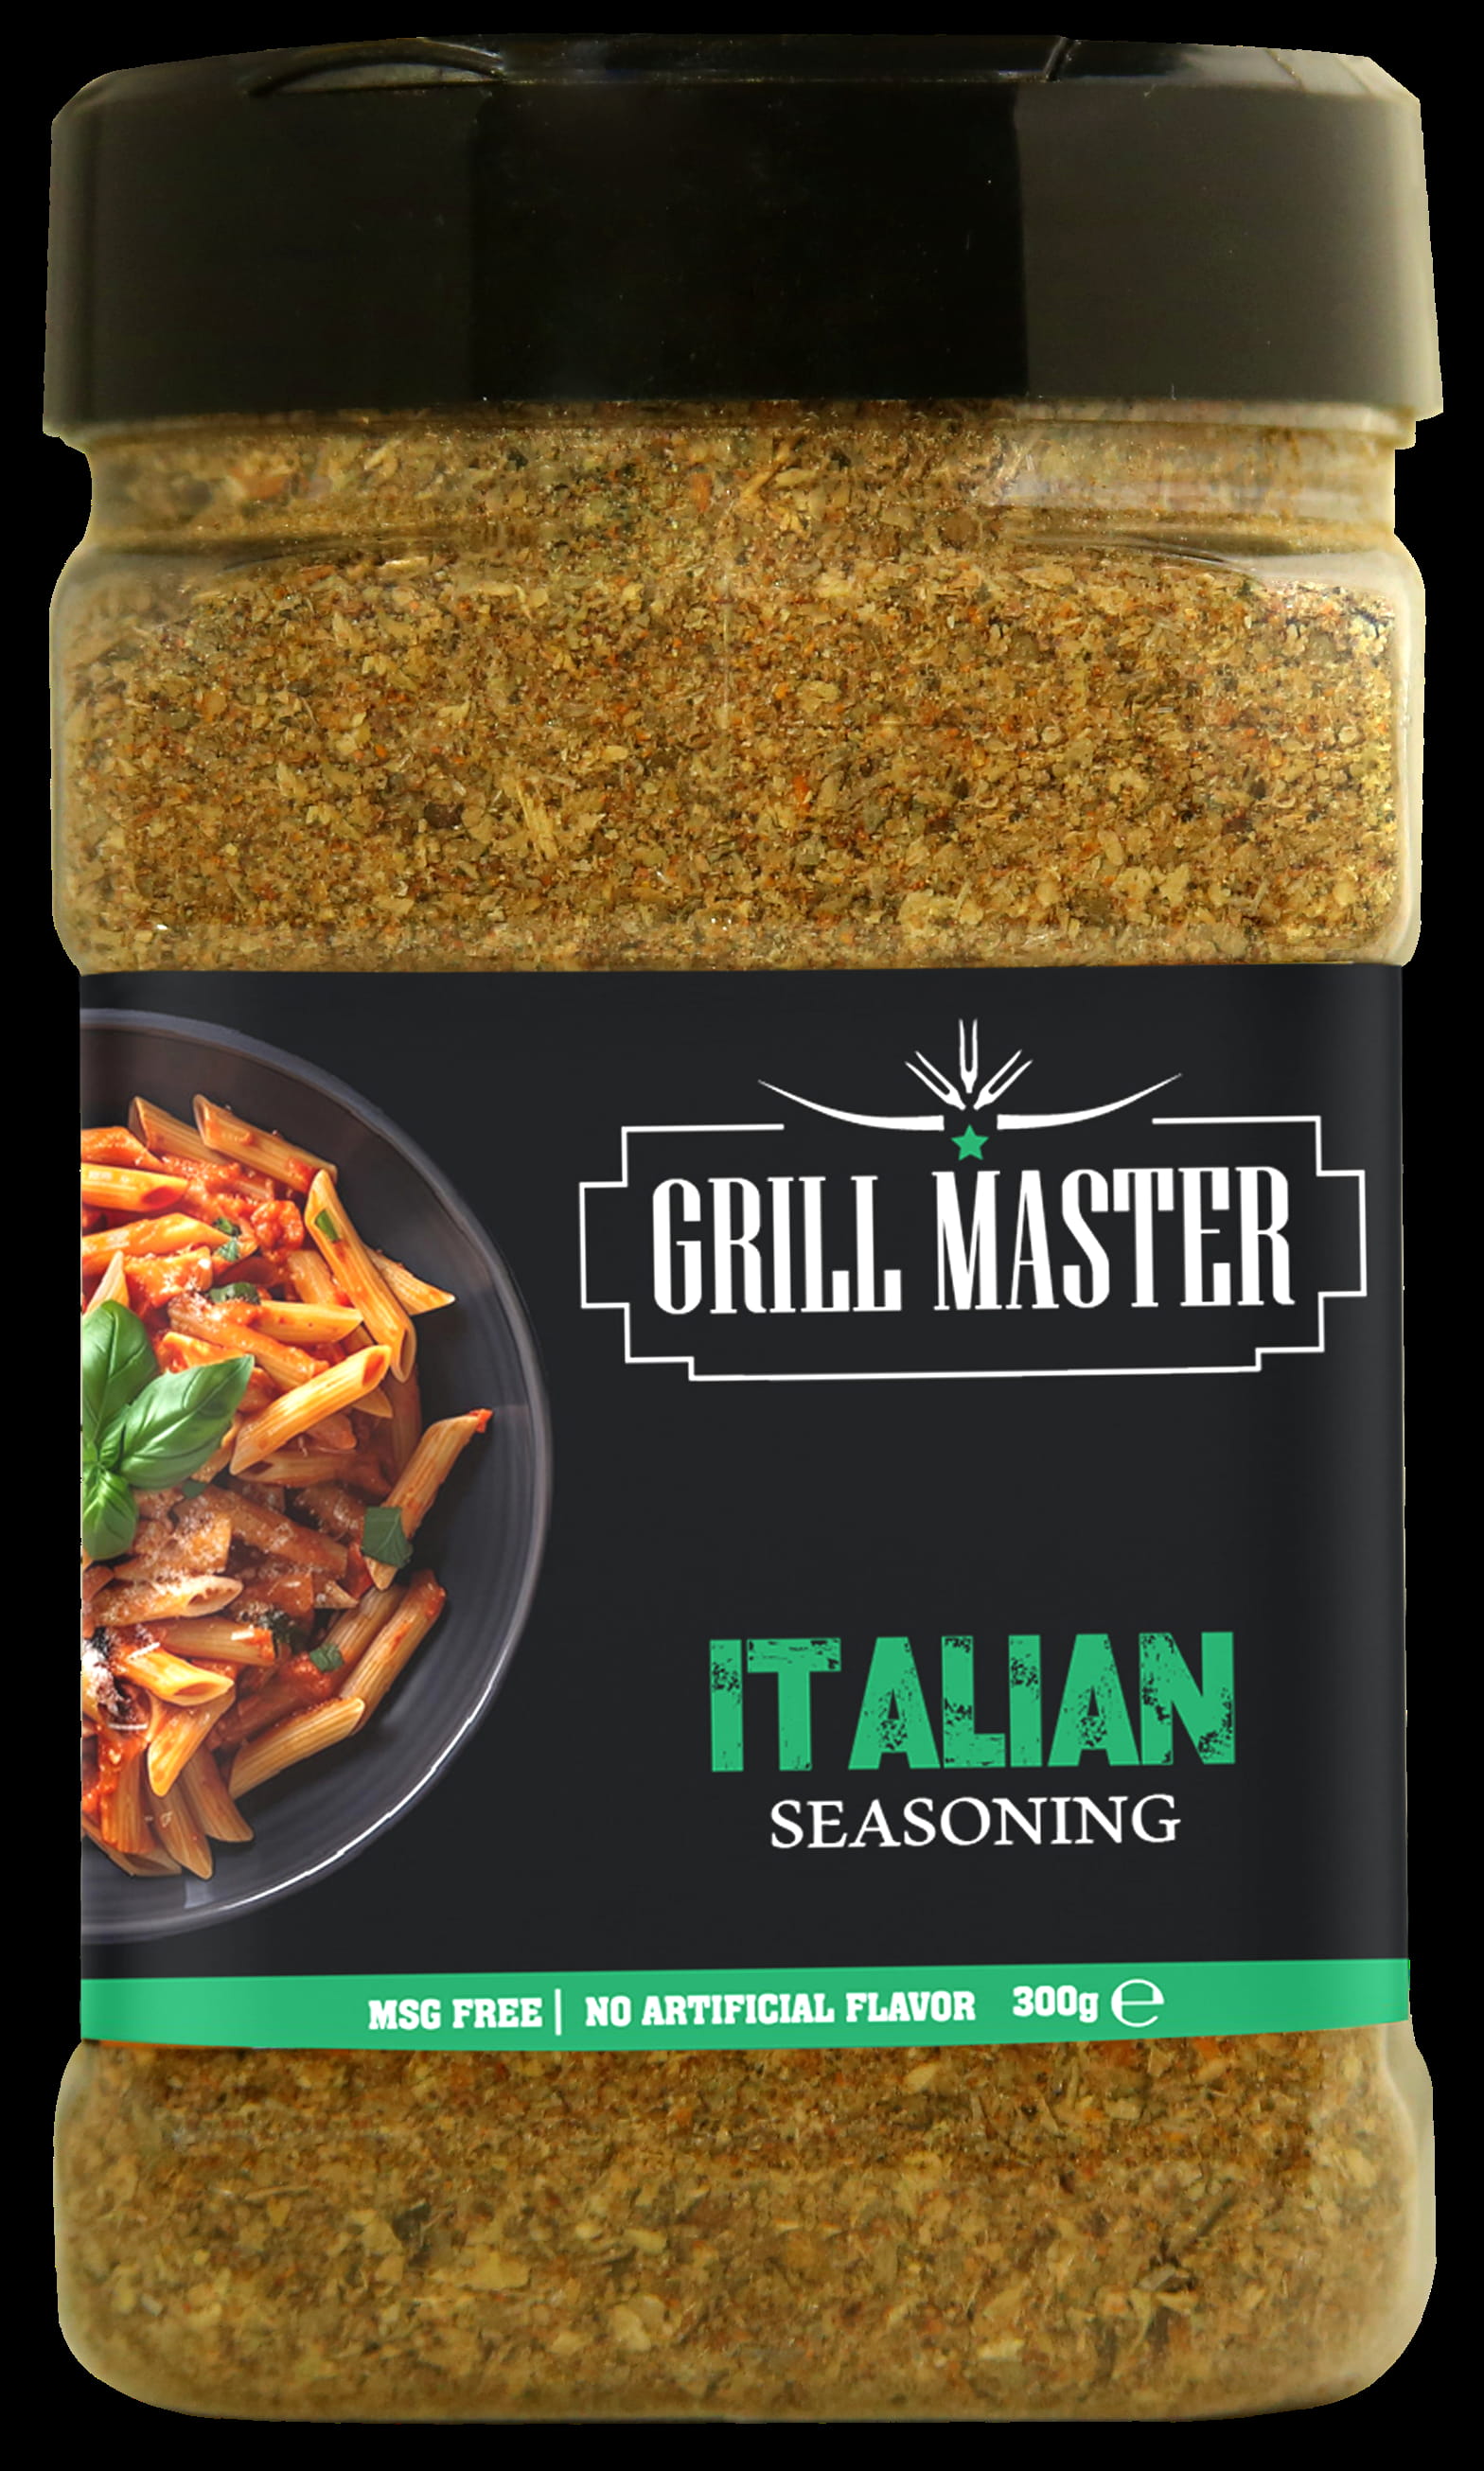 GRILL MASTER
ITALIAN
SEASONING
MSG FREE | NO ARTIFICIAL FLAVOR 300g ℮